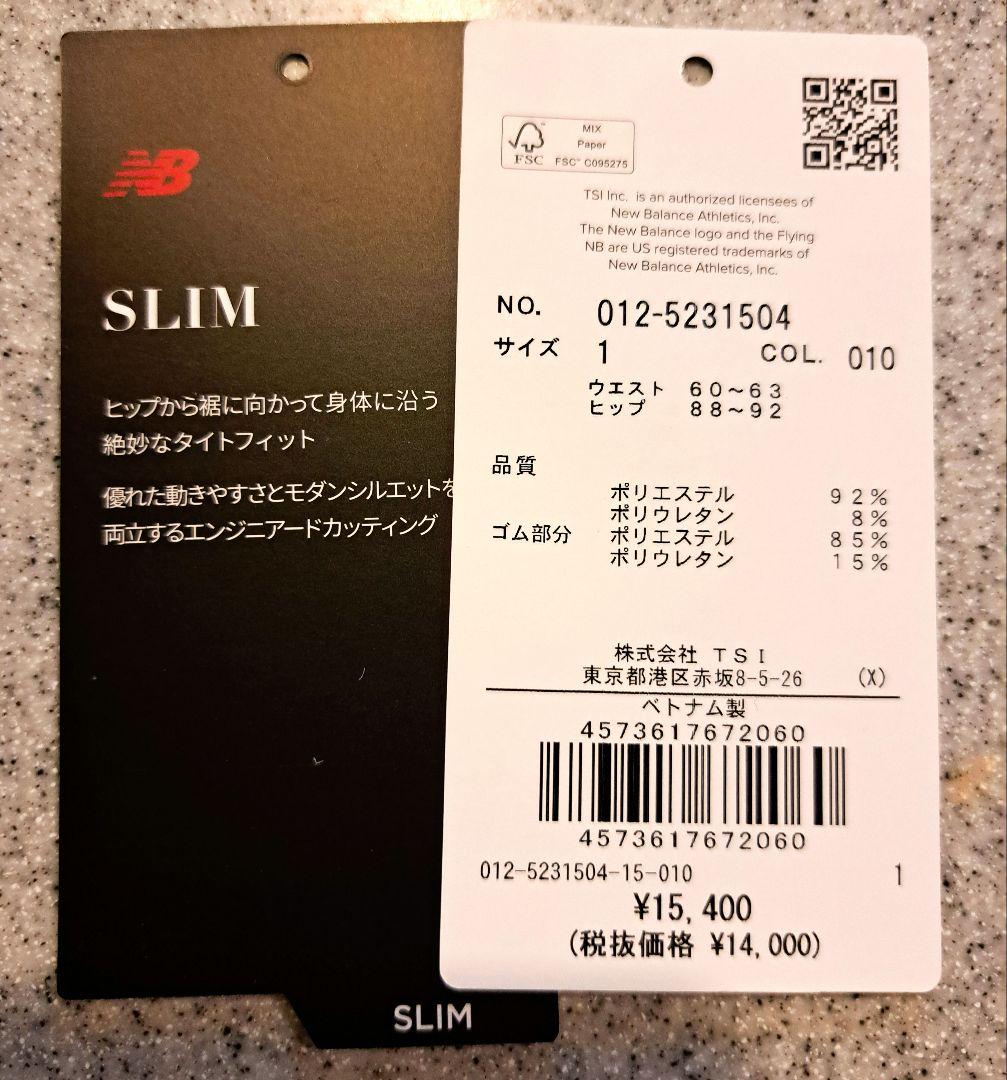 NB
SLIM
ヒップから裾に向かって身体に沿う
絶妙なタイトフィット
優れた動きやすさとモダンシルエットを
両立するエンジニアードカッティング
SLIM
FSC
MIX
Paper
FSC™ C095275
TSI Inc. is an authorized licensees of
New Balance Athletics, Inc.
The New Balance logo and the Flying
NB are US registered trademarks of
New Balance Athletics, Inc.
NO. 012-5231504
サイズ 1 COL. 010
ウエスト 60～63
ヒップ 88～92
品質
ポリエステル 92%
ポリウレタン 8%
ゴム部分 ポリエステル 85%
ポリウレタン 15%
株式会社 TSI
東京都港区赤坂8-5-26 (X)
ベトナム製
4573617672060
4573617672060
012-5231504-15-010 1
¥15,400
(税抜価格 ¥14,000)